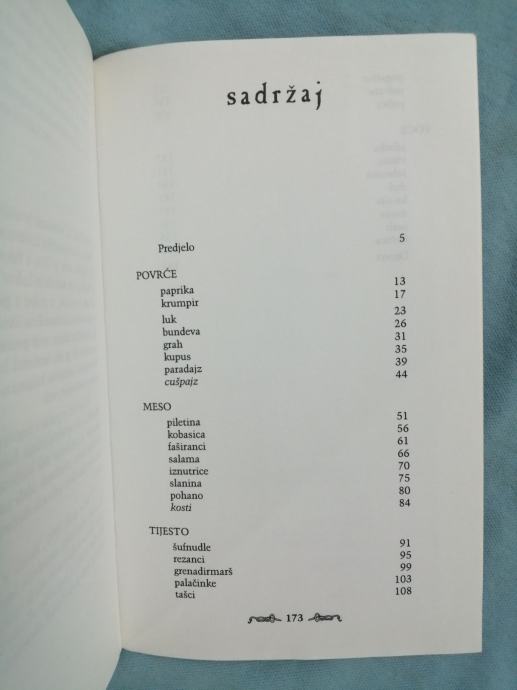 sadržaj
Predjelo 5
POVRĆE
paprika 13
krumpir 17
luk 23
bundeva 26
grah 31
kupus 35
paradajz 39
cušpajz 44
MESO
piletina 51
kobasica 56
faširanci 61
salama 66
iznutrice 70
slanina 75
pohano 80
kosti 84
TIJESTO
šufnudle 91
rezanci 95
grenadirmarš 99
palačinke 103
tašci 108
173